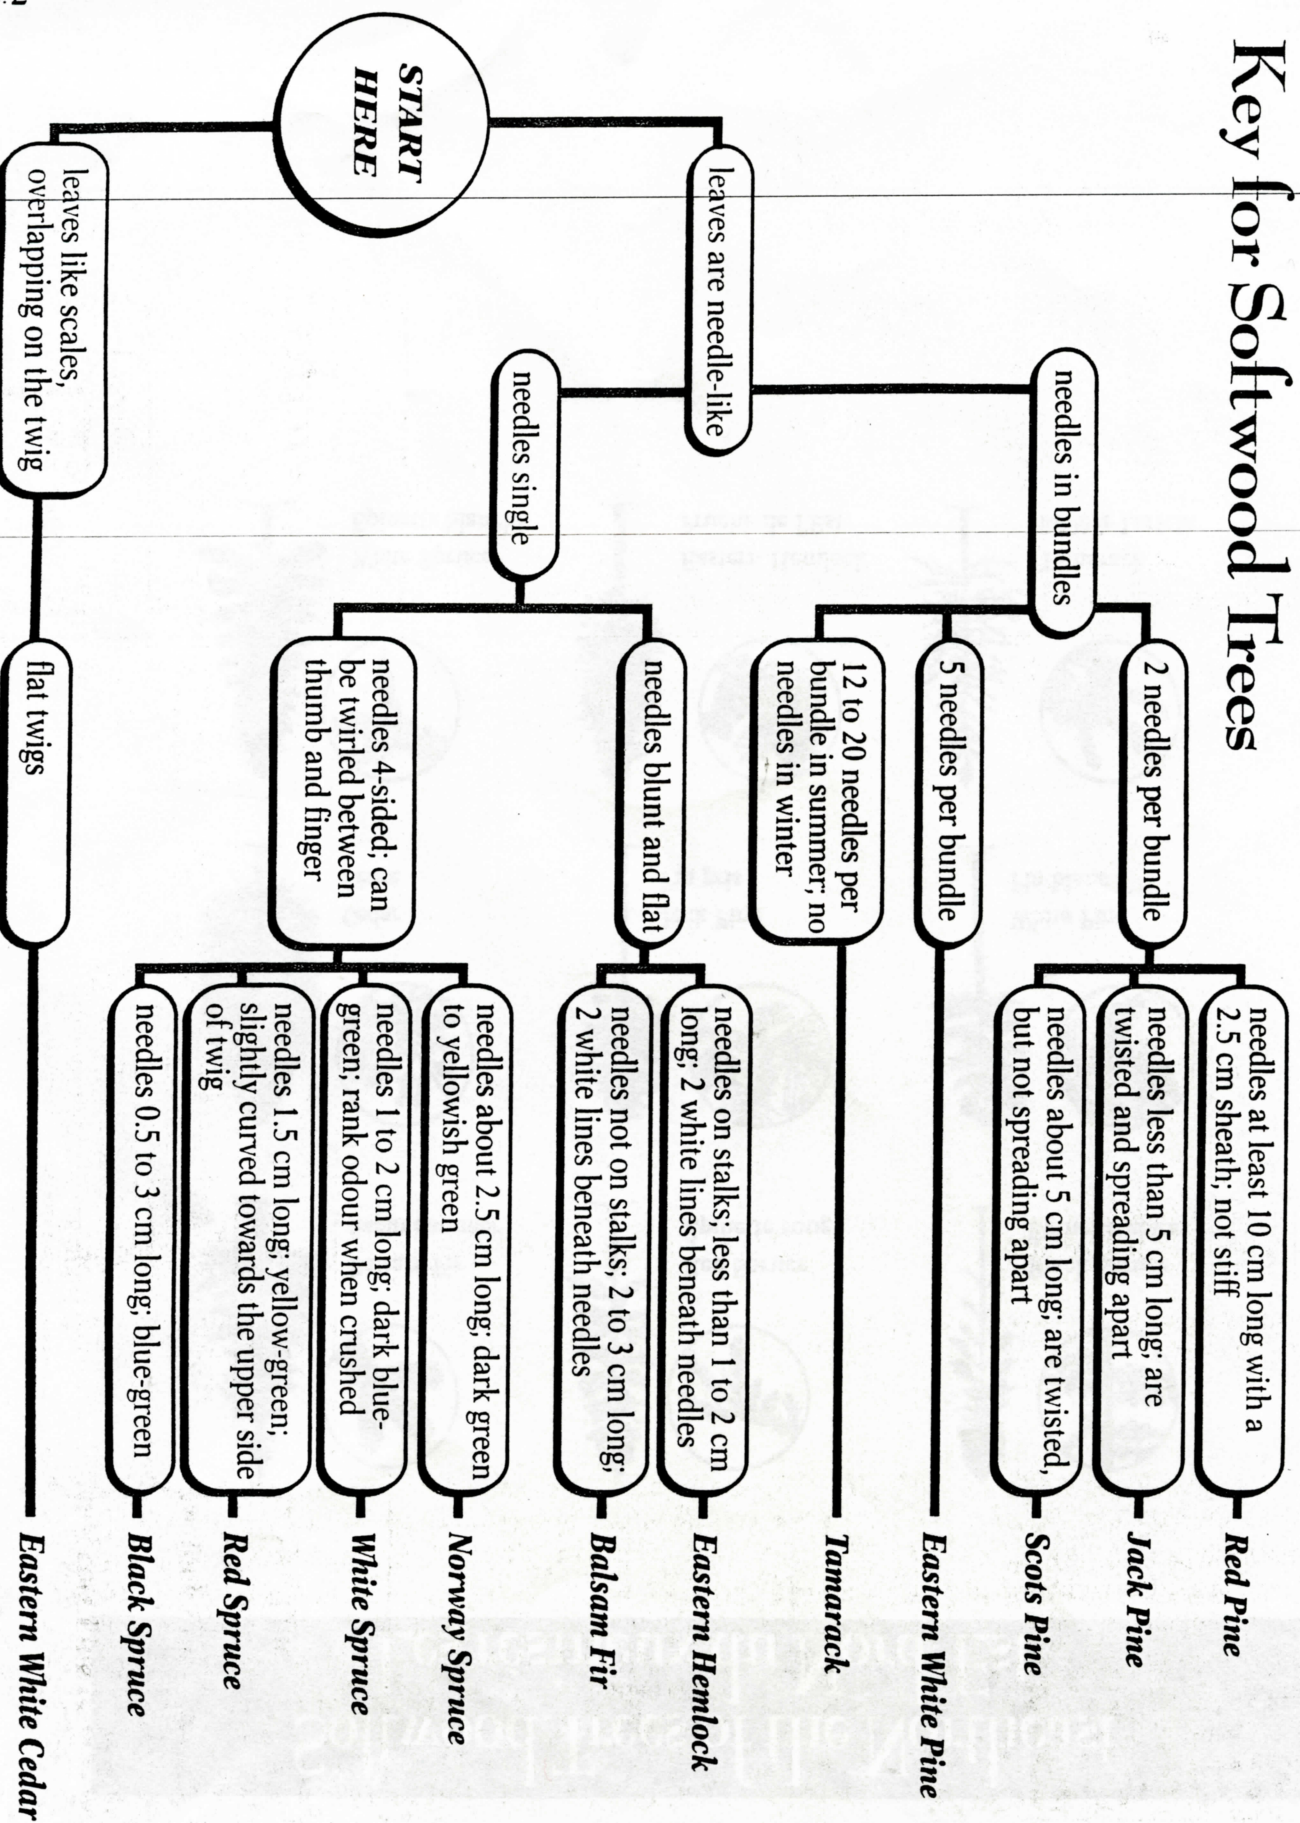 Key for Softwood Trees
START
HERE
leaves are needle-like
leaves like scales,
overlapping on the twig
needles in bundles
needles single
2 needles per bundle
5 needles per bundle
12 to 20 needles per
bundle in summer; no
needles in winter
needles blunt and flat
needles 4-sided; can
be twirled between
thumb and finger
flat twigs
needles at least 10 cm long with a
2.5 cm sheath; not stiff
Red Pine
needles less than 5 cm long; are
twisted and spreading apart
Jack Pine
needles about 5 cm long; are twisted,
but not spreading apart
Scots Pine
Eastern White Pine
Tamarack
needles on stalks; less than 1 to 2 cm
long; 2 white lines beneath needles
Eastern Hemlock
needles not on stalks; 2 to 3 cm long;
2 white lines beneath needles
Balsam Fir
needles about 2.5 cm long; dark green
to yellowish green
Norway Spruce
needles 1 to 2 cm long; dark blue-
green; rank odour when crushed
White Spruce
needles 1.5 cm long; yellow-green;
slightly curved towards the upper side
of twig
Red Spruce
needles 0.5 to 3 cm long; blue-green
Black Spruce
Eastern White Cedar